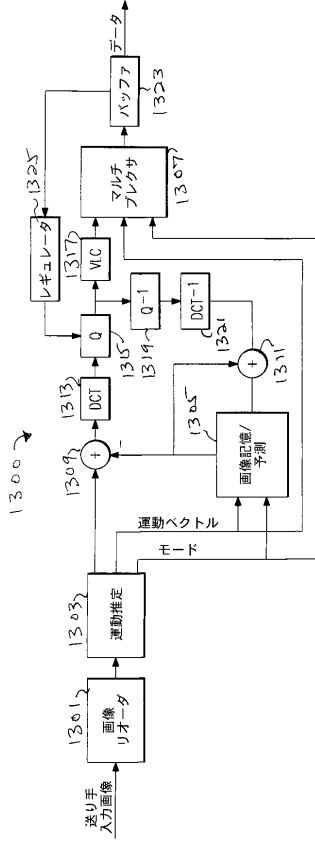 1300
送り手
入力画像
1301
画像
リオーダ
1303
運動推定
運動ベクトル
モード
1309
+
-
1313
DCT
1315
Q
1317
VLC
1319
Q-1
1321
DCT-1
1311
+
1305
画像記憶/
予測
1325
レギュレータ
1307
マルチ
プレクサ
1323
バッファ
データ